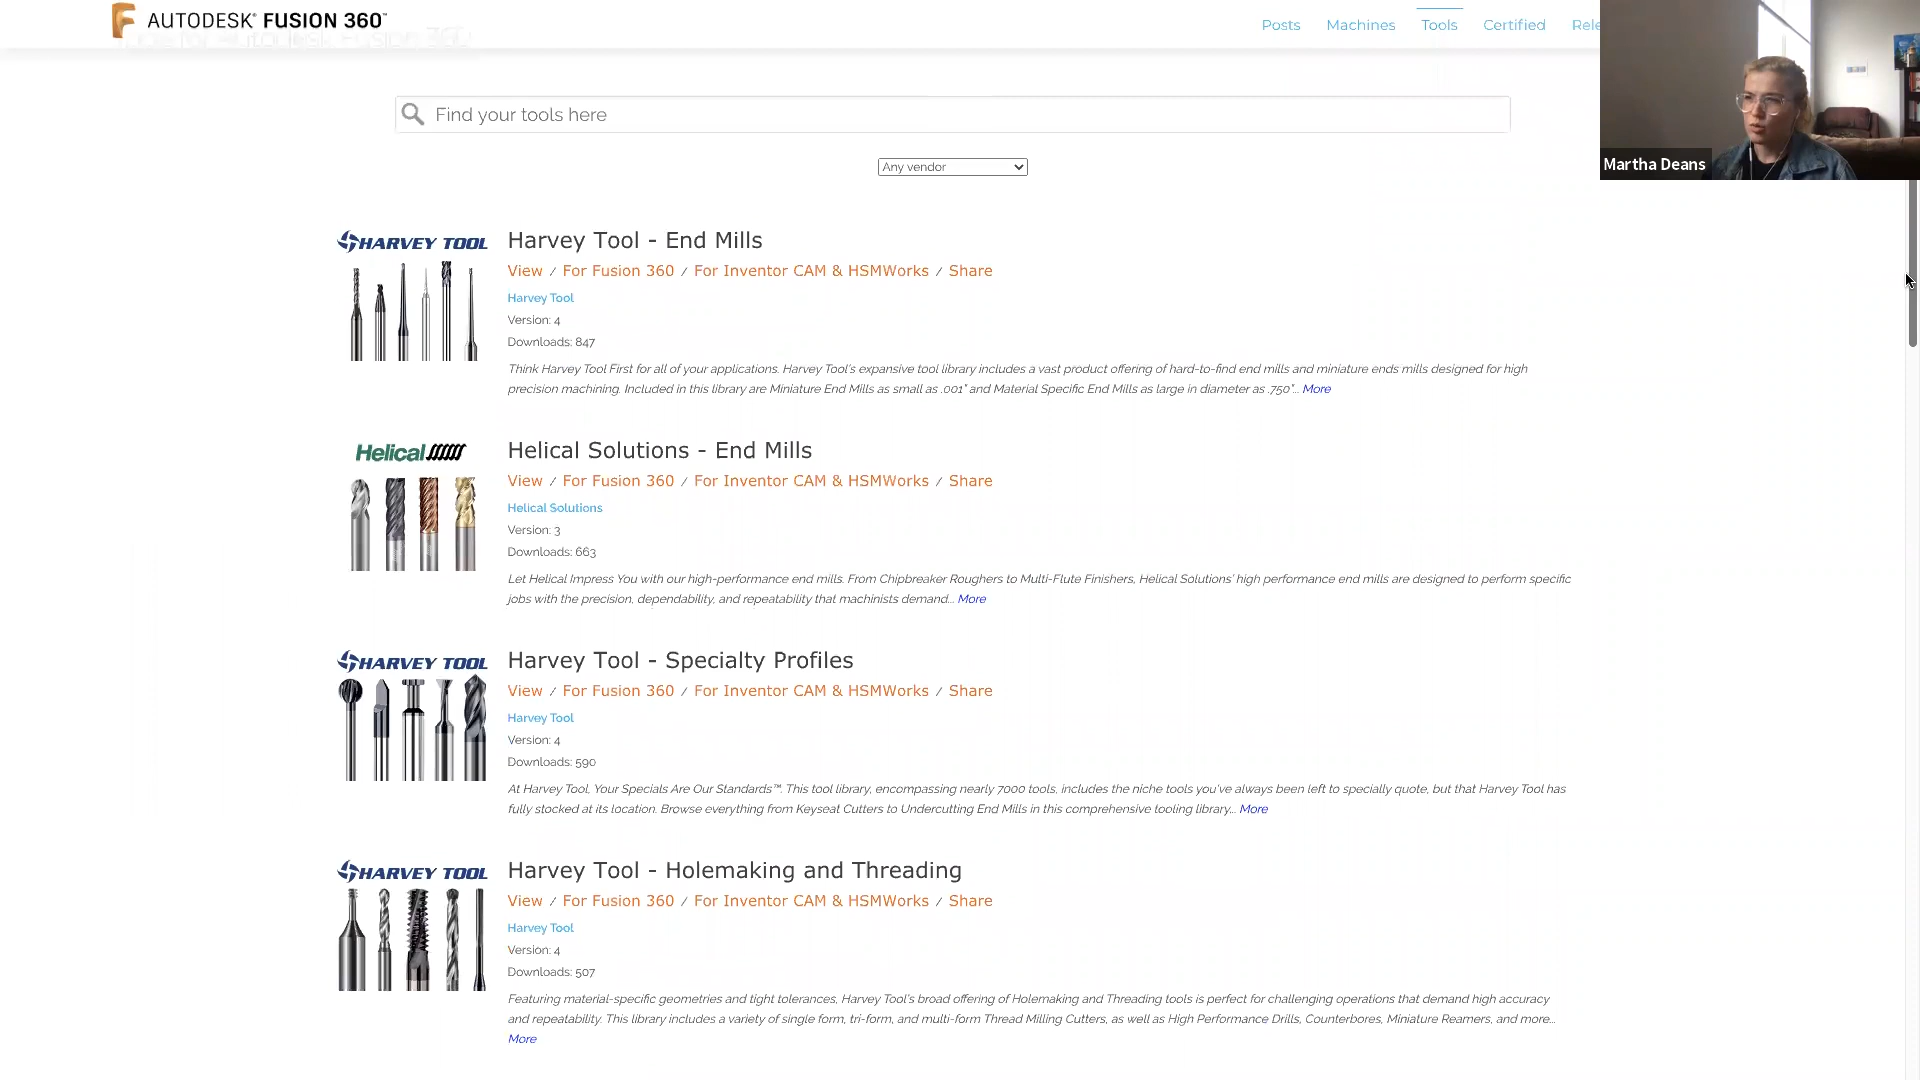 AUTODESK® FUSION 360™
Posts
Machines
Tools
Certified
Martha Deans
Find your tools here
Any vendor
HARVEY TOOL
Harvey Tool - End Mills
View / For Fusion 360 / For Inventor CAM & HSMWorks / Share
Harvey Tool
Version: 4
Downloads: 847
Think Harvey Tool First for all of your applications. Harvey Tool's expansive tool library includes a vast product offering of hard-to-find end mills and miniature ends mills designed for high
precision machining. Included in this library are Miniature End Mills as small as .001" and Material Specific End Mills as large in diameter as .750"... More
Helical
Helical Solutions - End Mills
View / For Fusion 360 / For Inventor CAM & HSMWorks / Share
Helical Solutions
Version: 3
Downloads: 663
Let Helical Impress You with our high-performance end mills. From Chipbreaker Roughers to Multi-Flute Finishers, Helical Solutions' high performance end mills are designed to perform specific
jobs with the precision, dependability, and repeatability that machinists demand... More
HARVEY TOOL
Harvey Tool - Specialty Profiles
View / For Fusion 360 / For Inventor CAM & HSMWorks / Share
Harvey Tool
Version: 4
Downloads: 590
At Harvey Tool, Your Specials Are Our Standards™. This tool library, encompassing nearly 7000 tools, includes the niche tools you've always been left to specially quote, but that Harvey Tool has
fully stocked at its location. Browse everything from Keyseat Cutters to Undercutting End Mills in this comprehensive tooling library... More
HARVEY TOOL
Harvey Tool - Holemaking and Threading
View / For Fusion 360 / For Inventor CAM & HSMWorks / Share
Harvey Tool
Version: 4
Downloads: 507
Featuring material-specific geometries and tight tolerances, Harvey Tool's broad offering of Holemaking and Threading tools is perfect for challenging operations that demand high accuracy
and repeatability. This library includes a variety of single form, tri-form, and multi-form Thread Milling Cutters, as well as High Performance Drills, Counterbores, Miniature Reamers, and more...
More